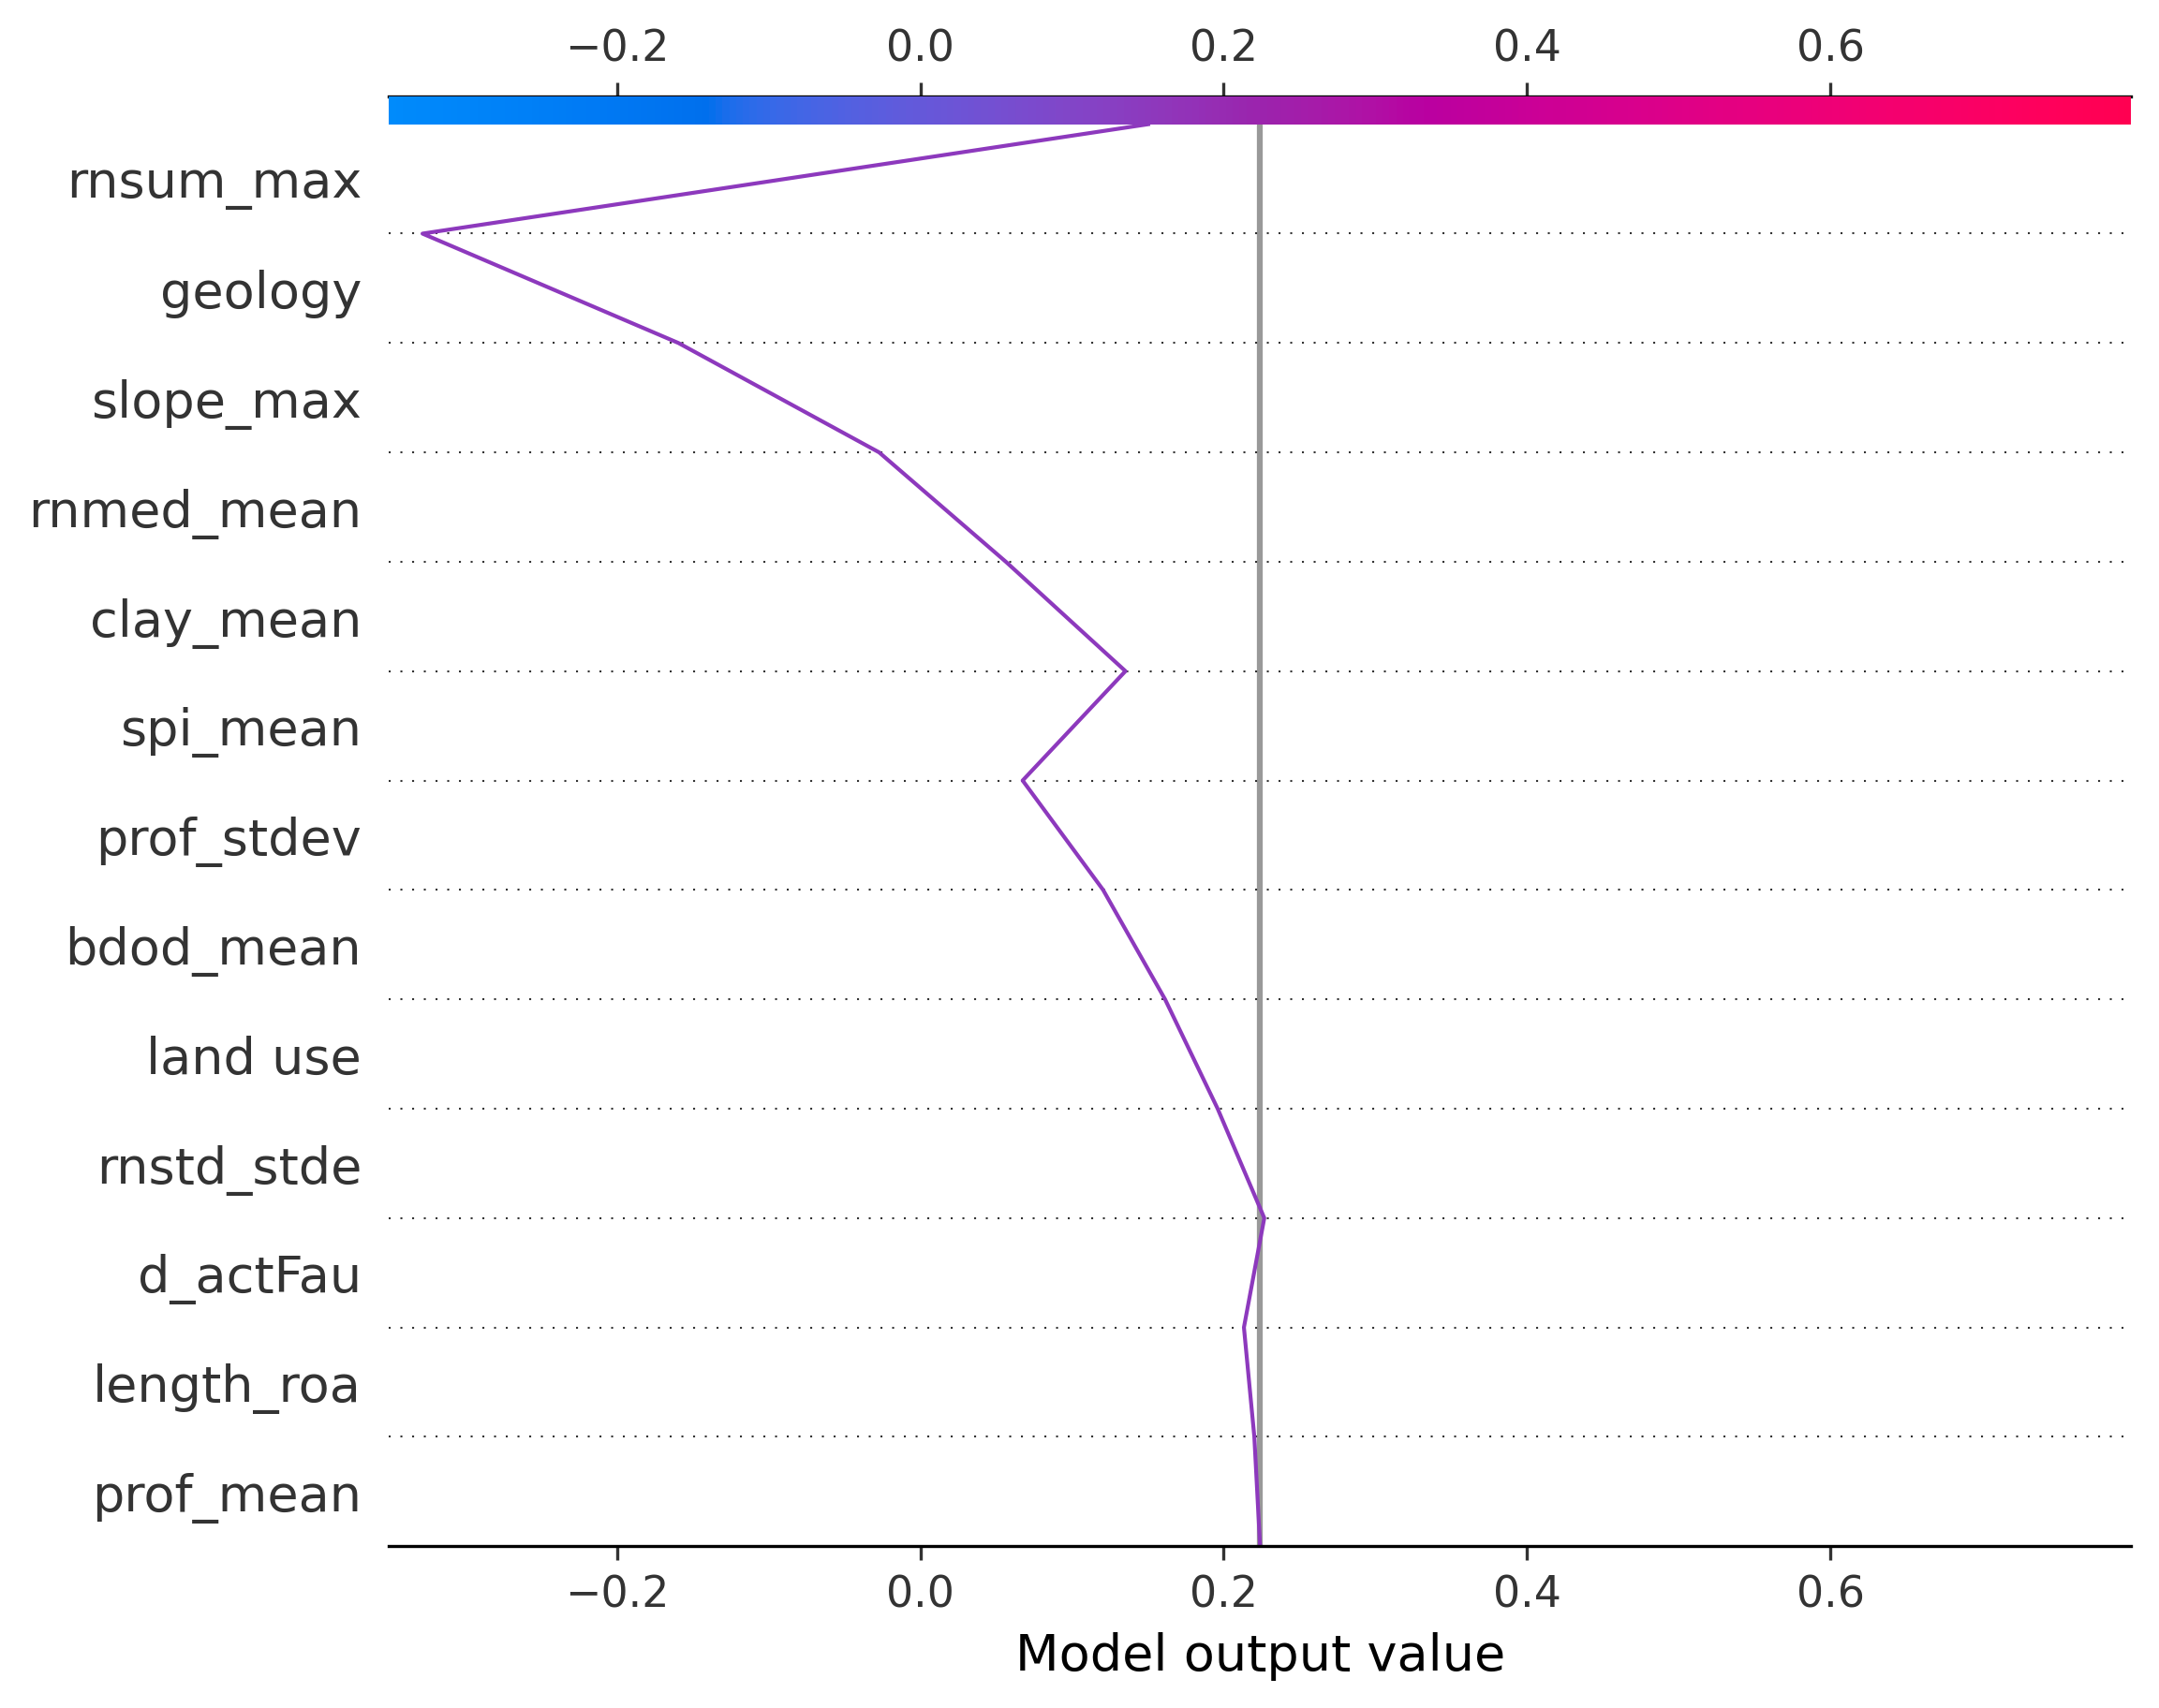 −0.2 0.0 0.2 0.4 0.6
rnsum_max
geology
slope_max
rnmed_mean
clay_mean
spi_mean
prof_stdev
bdod_mean
land use
rnstd_stde
d_actFau
length_roa
prof_mean
−0.2 0.0 0.2 0.4 0.6
Model output value